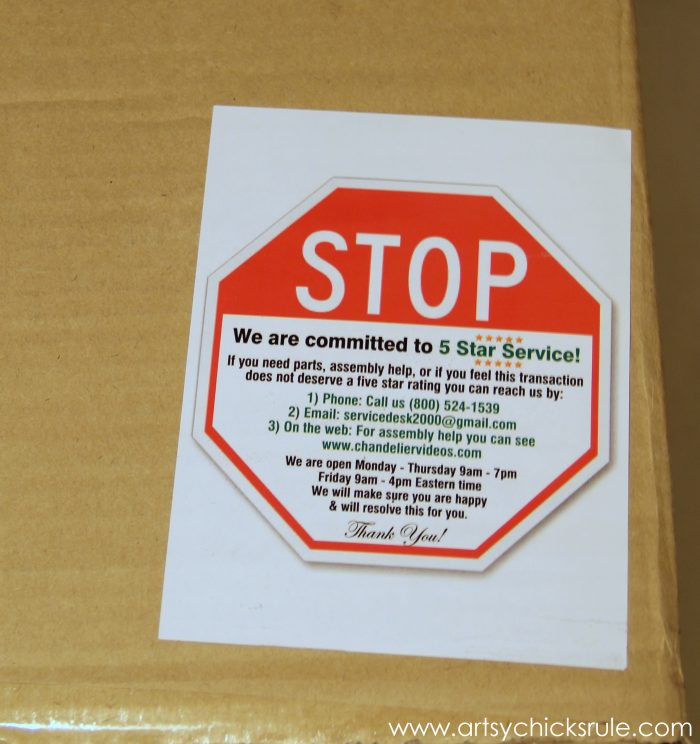 STOP
We are committed to 5 Star Service!
If you need parts, assembly help, or if you feel this transaction
does not deserve a five star rating you can reach us by:
1) Phone: Call us (800) 524-1539
2) Email: servicedesk2000@gmail.com
3) On the web: For assembly help you can see
www.chandeliervideos.com
We are open Monday - Thursday 9am - 7pm
Friday 9am - 4pm Eastern time
We will make sure you are happy
& will resolve this for you.
Thank You!
www.artsychicksrule.com